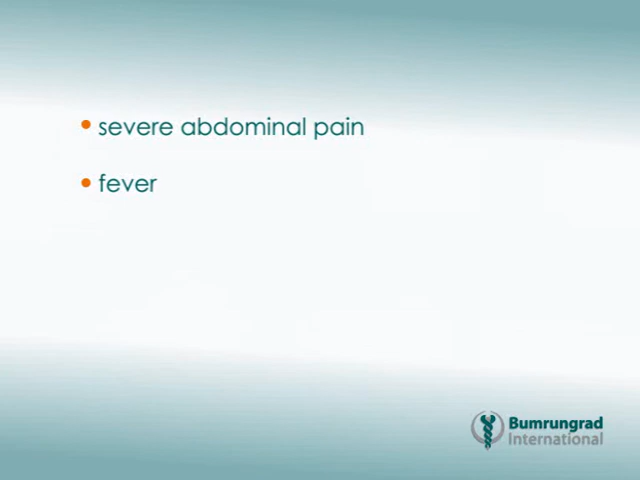 • severe abdominal pain
• fever
Bumrungrad
International